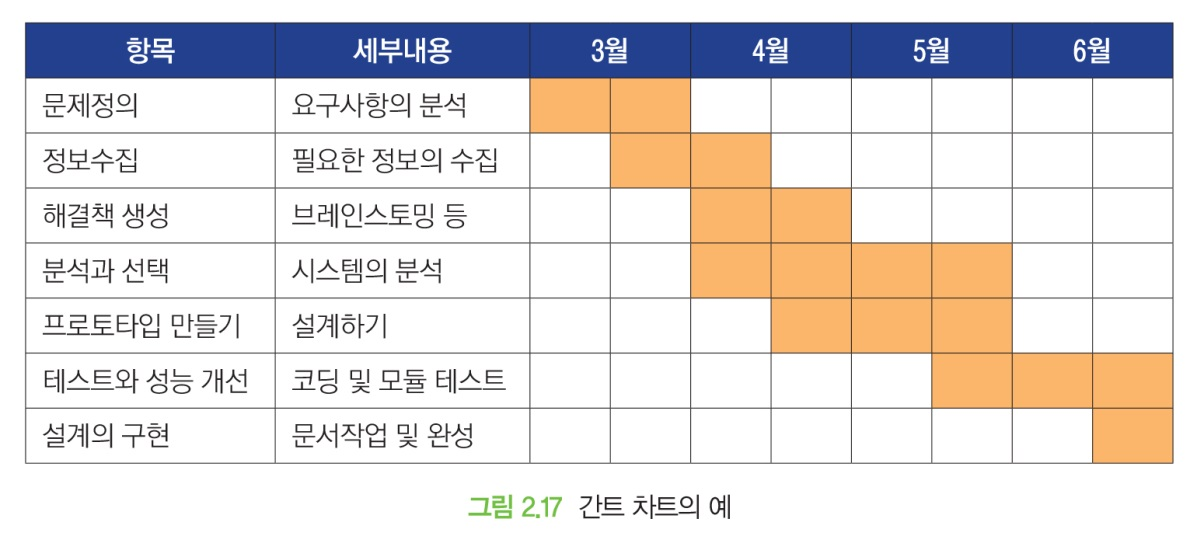 항목 세부내용 3월 4월 5월 6월
문제정의 요구사항의 분석
정보수집 필요한 정보의 수집
해결책 생성 브레인스토밍 등
분석과 선택 시스템의 분석
프로토타입 만들기 설계하기
테스트와 성능 개선 코딩 및 모듈 테스트
설계의 구현 문서작업 및 완성
그림 2.17 간트 차트의 예